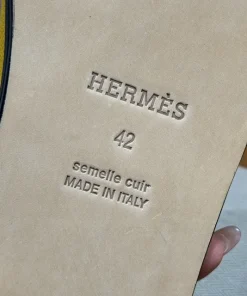 HERMÈS
42
semelle cuir
MADE IN ITALY